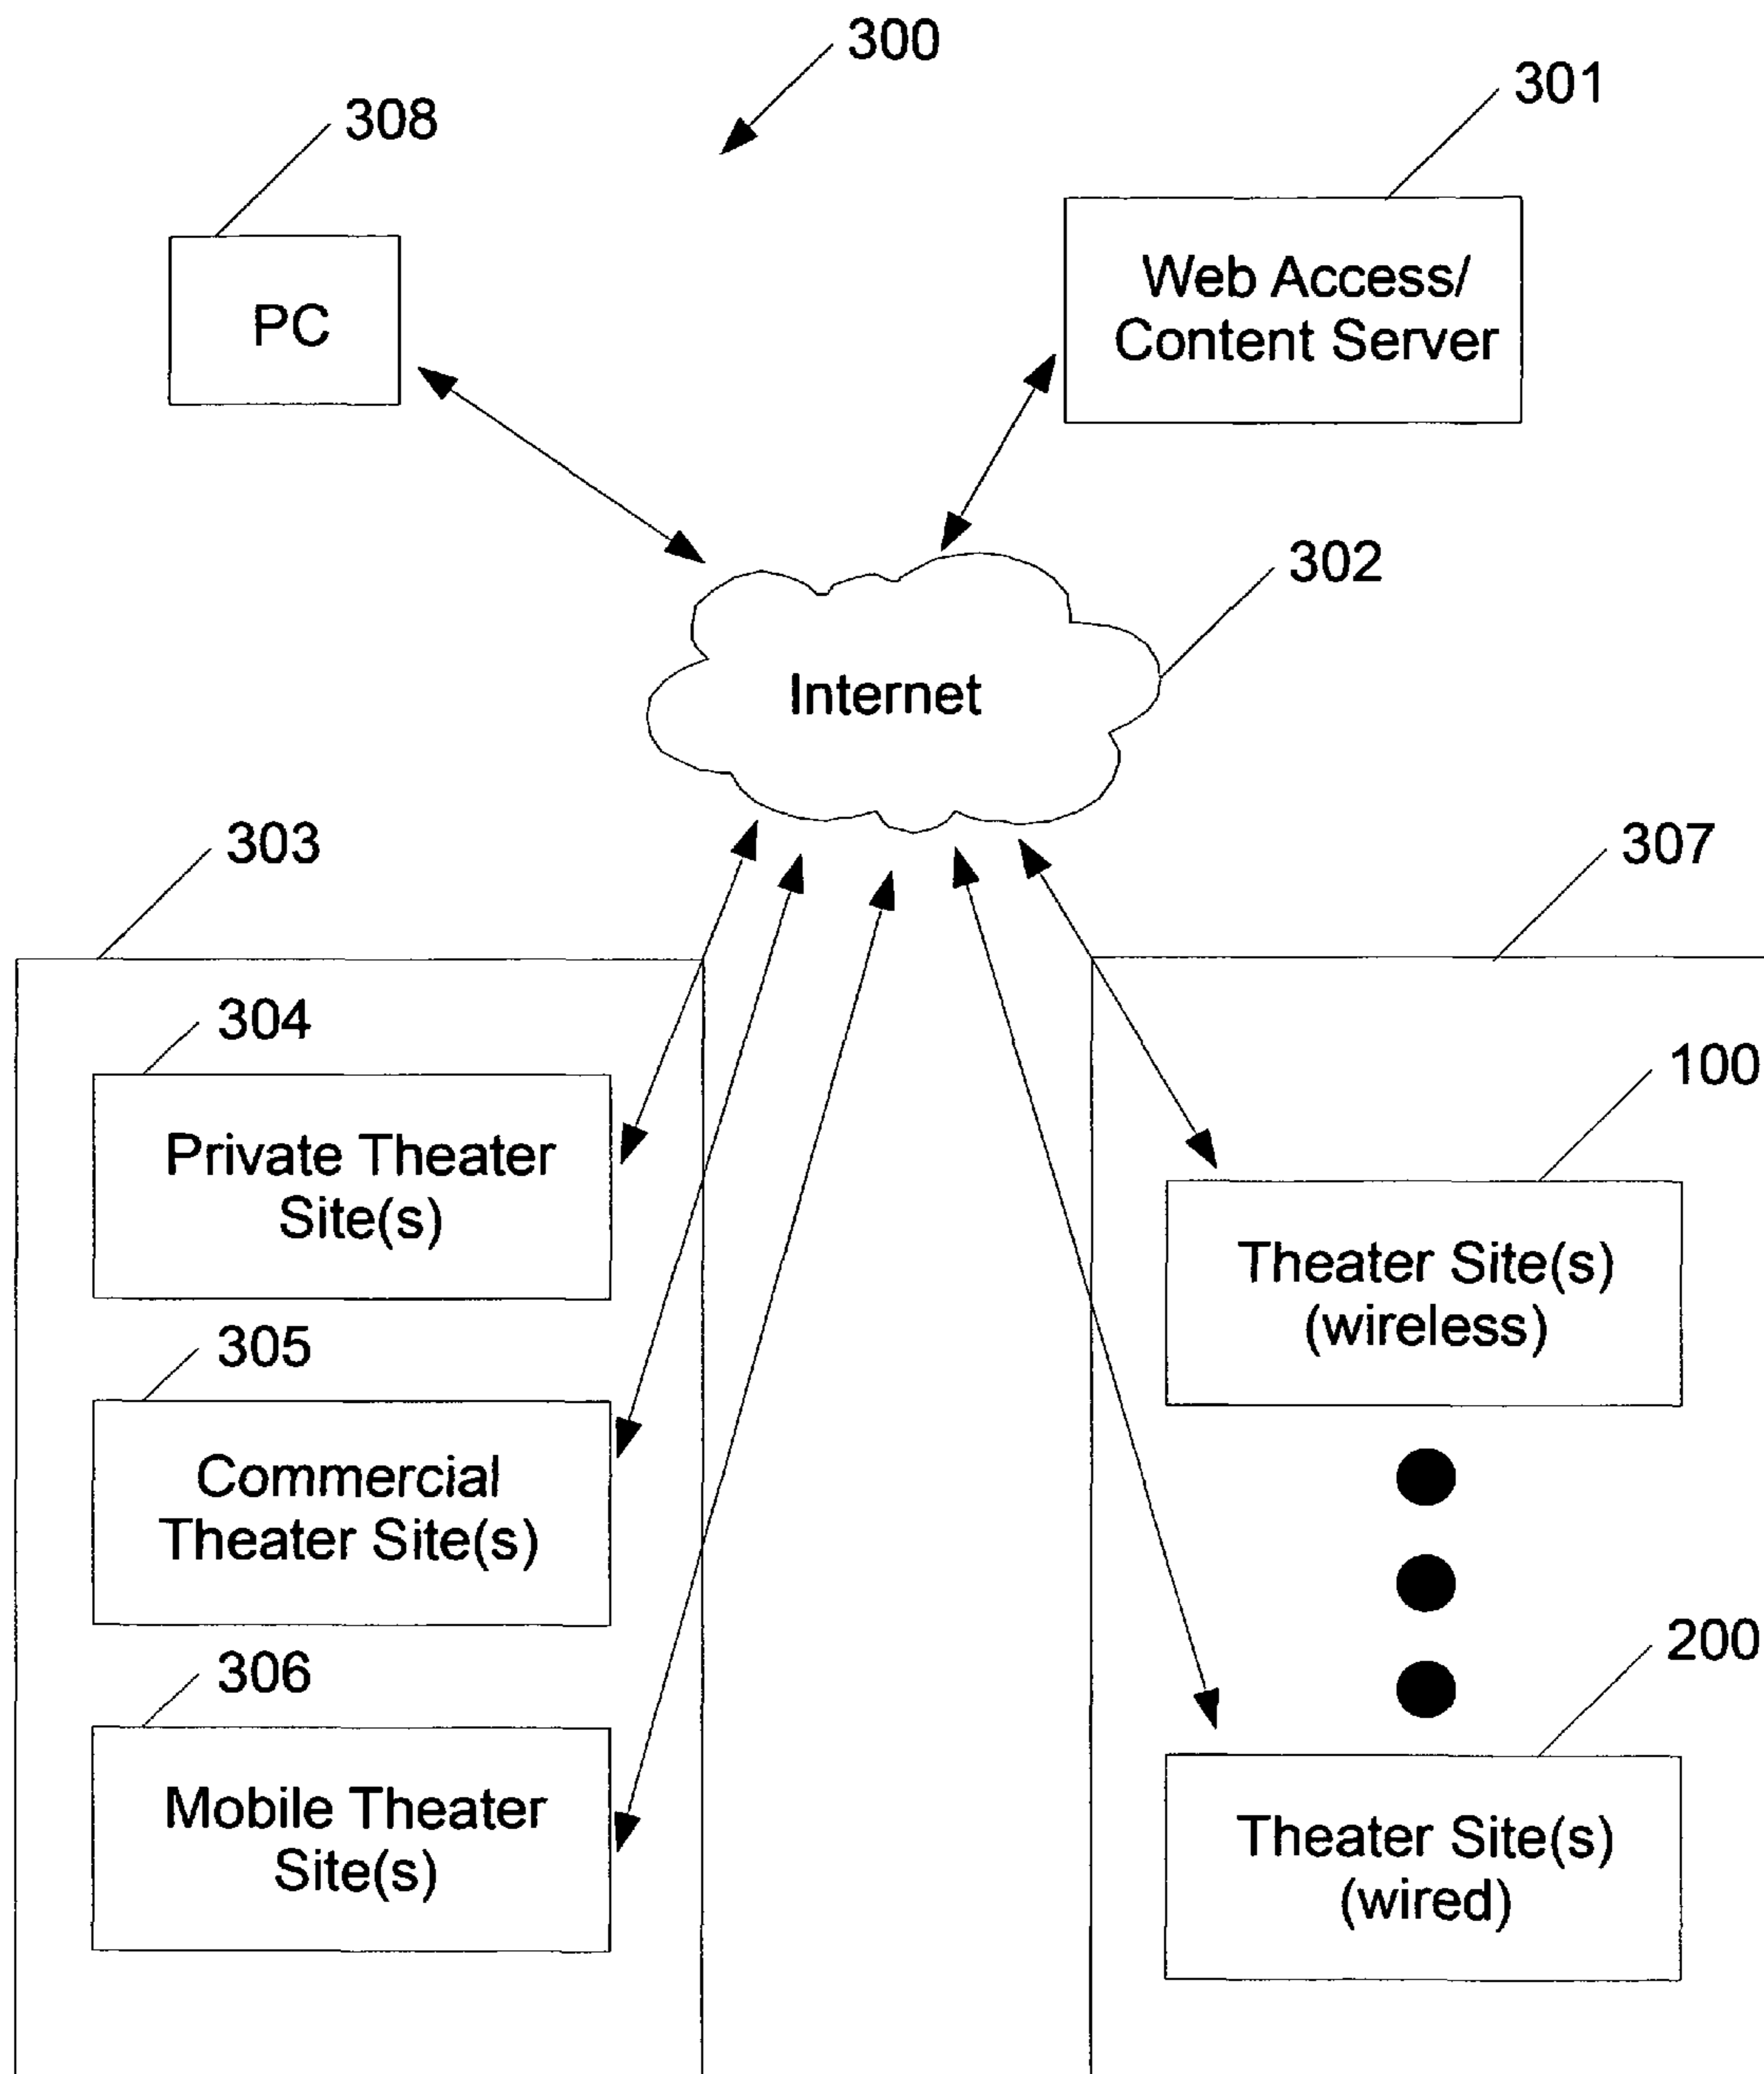 300
301
308
Web Access/
Content Server
PC
302
Internet
303
307
304
100
Private Theater
Site(s)
Theater Site(s)
(wireless)
305
Commercial
Theater Site(s)
306
200
Mobile Theater
Site(s)
Theater Site(s)
(wired)